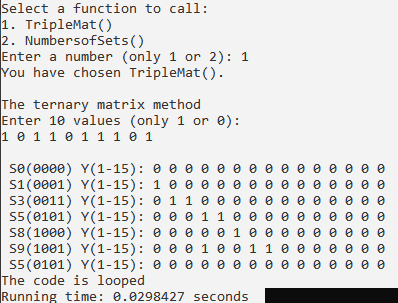 Select a function to call:
1. TripleMat()
2. NumbersofSets()
Enter a number (only 1 or 2): 1
You have chosen TripleMat().
The ternary matrix method
Enter 10 values (only 1 or 0):
1 0 1 1 0 1 1 1 0 1
S0(0000) Y(1-15): 0 0 0 0 0 0 0 0 0 0 0 0 0 0 0
S1(0001) Y(1-15): 1 0 0 0 0 0 0 0 0 0 0 0 0 0 0
S3(0011) Y(1-15): 0 1 1 0 0 0 0 0 0 0 0 0 0 0 0
S5(0101) Y(1-15): 0 0 0 1 1 0 0 0 0 0 0 0 0 0 0
S8(1000) Y(1-15): 0 0 0 0 0 1 0 0 0 0 0 0 0 0 0
S9(1001) Y(1-15): 0 0 0 1 0 0 1 1 0 0 0 0 0 0 0
S5(0101) Y(1-15): 0 0 0 0 0 0 0 0 0 0 0 0 0 0 0
The code is looped
Running time: 0.0298427 seconds